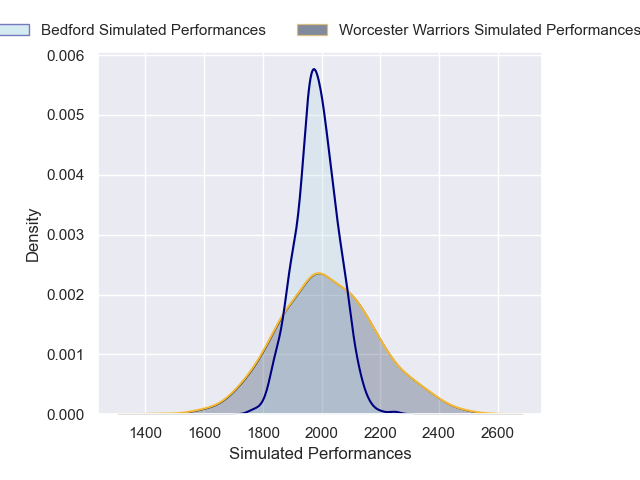 Bedford Simulated Performances Worcester Warriors Simulated Performances
0.006
0.005
0.004
0.003
0.002
0.001
0.000
Density
1400 1600 1800 2000 2200 2400 2600
Simulated Performances